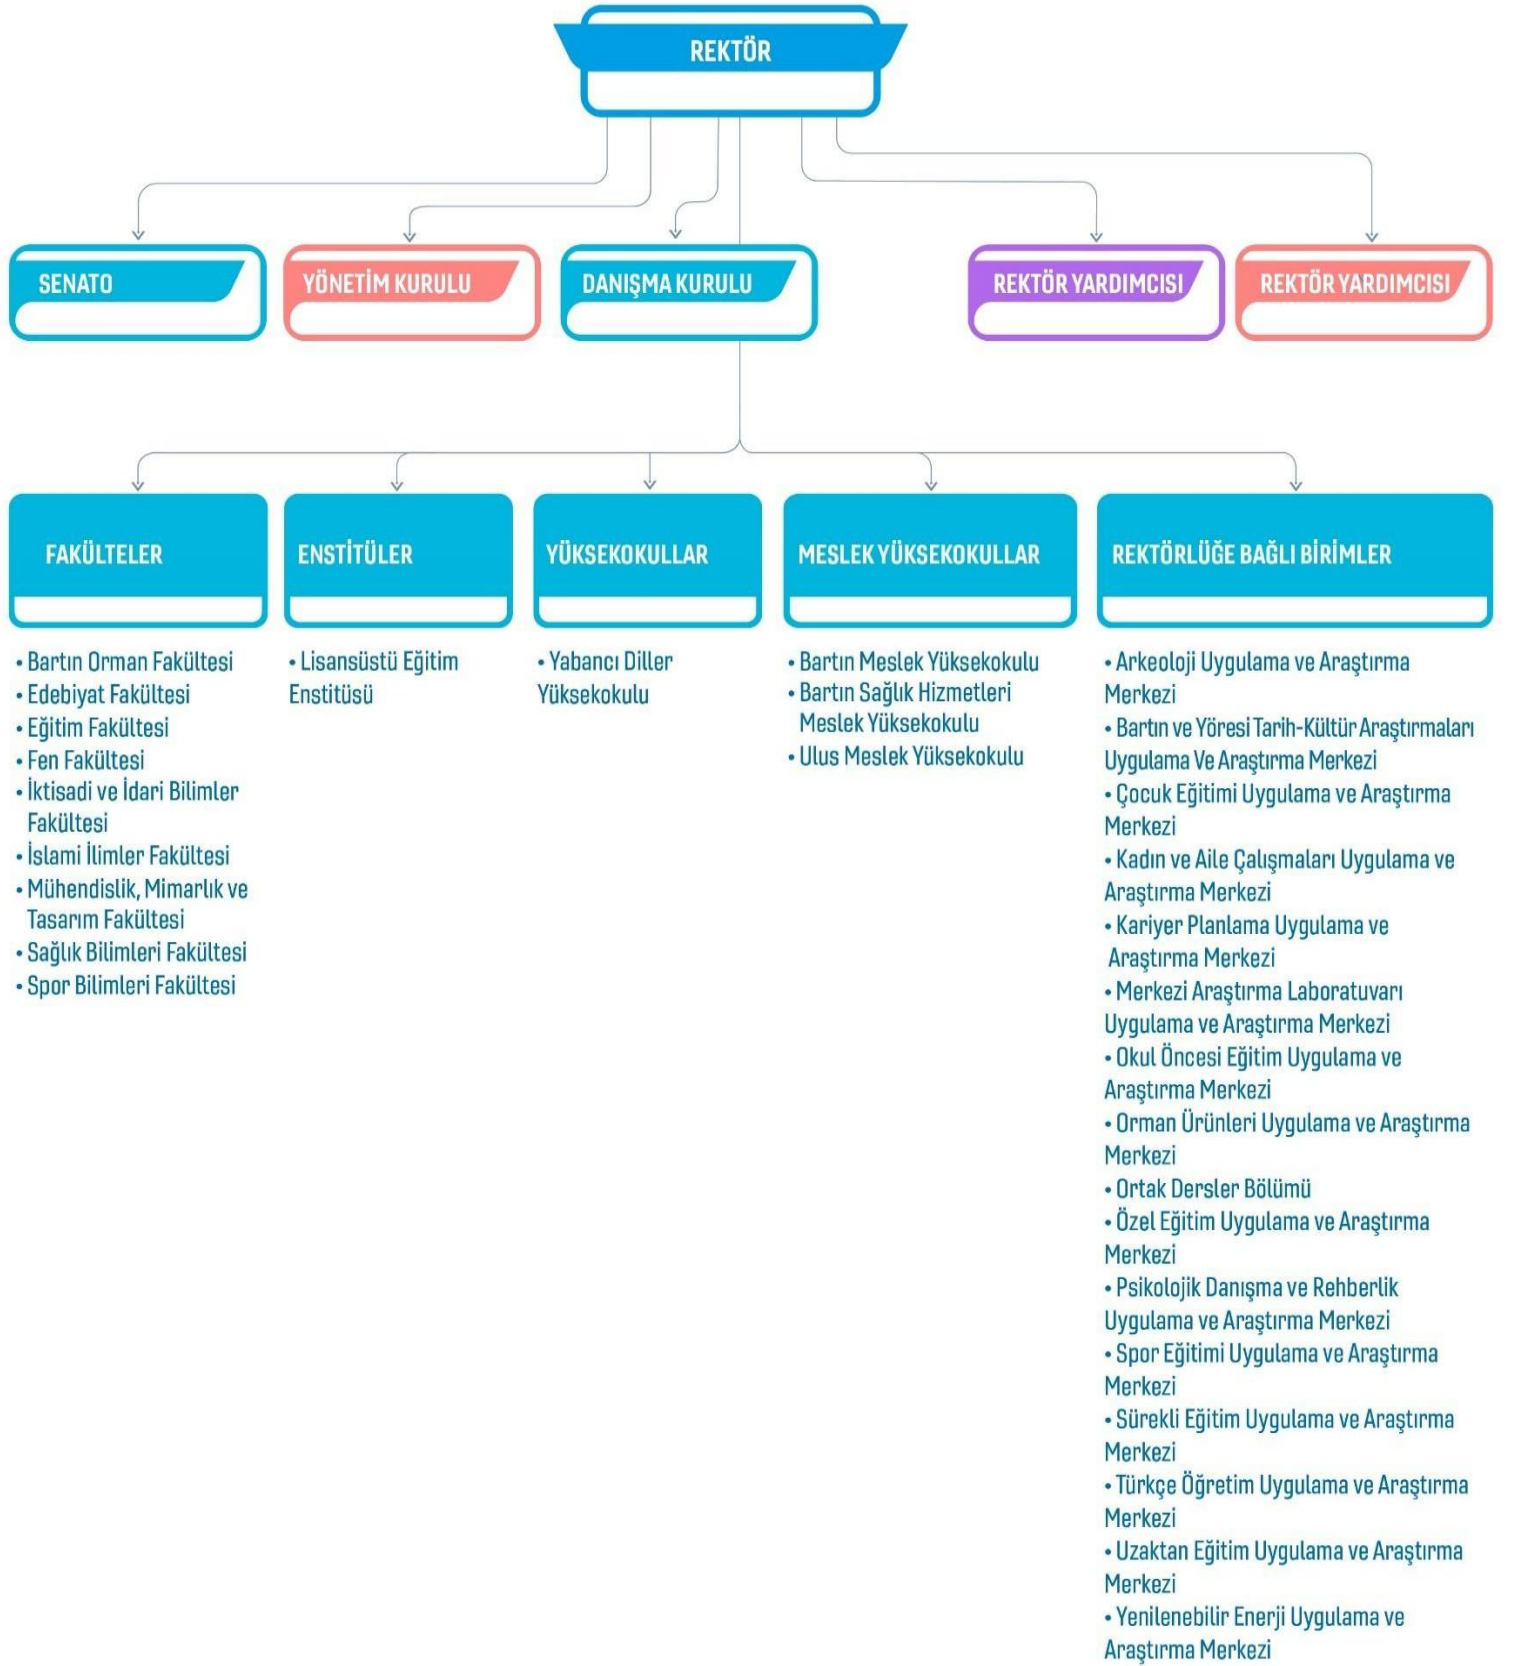 REKTÖR
SENATO
YÖNETİM KURULU
DANIŞMA KURULU
REKTÖR YARDIMCISI
REKTÖR YARDIMCISI
FAKÜLTELER
• Bartın Orman Fakültesi
• Edebiyat Fakültesi
• Eğitim Fakültesi
• Fen Fakültesi
• İktisadi ve İdari Bilimler
Fakültesi
• İslami İlimler Fakültesi
• Mühendislik, Mimarlık ve
Tasarım Fakültesi
• Sağlık Bilimleri Fakültesi
• Spor Bilimleri Fakültesi
ENSTİTÜLER
• Lisansüstü Eğitim
Enstitüsü
YÜKSEKOKULLAR
• Yabancı Diller
Yüksekokulu
MESLEK YÜKSEKOKULLAR
• Bartın Meslek Yüksekokulu
• Bartın Sağlık Hizmetleri
Meslek Yüksekokulu
• Ulus Meslek Yüksekokulu
REKTÖRLÜĞE BAĞLI BİRİMLER
• Arkeoloji Uygulama ve Araştırma
Merkezi
• Bartın ve Yöresi Tarih-Kültür Araştırmaları
Uygulama Ve Araştırma Merkezi
• Çocuk Eğitimi Uygulama ve Araştırma
Merkezi
• Kadın ve Aile Çalışmaları Uygulama ve
Araştırma Merkezi
• Kariyer Planlama Uygulama ve
Araştırma Merkezi
• Merkezi Araştırma Laboratuvarı
Uygulama ve Araştırma Merkezi
• Okul Öncesi Eğitim Uygulama ve
Araştırma Merkezi
• Orman Ürünleri Uygulama ve Araştırma
Merkezi
• Ortak Dersler Bölümü
• Özel Eğitim Uygulama ve Araştırma
Merkezi
• Psikolojik Danışma ve Rehberlik
Uygulama ve Araştırma Merkezi
• Spor Eğitimi Uygulama ve Araştırma
Merkezi
• Sürekli Eğitim Uygulama ve Araştırma
Merkezi
• Türkçe Öğretim Uygulama ve Araştırma
Merkezi
• Uzaktan Eğitim Uygulama ve Araştırma
Merkezi
• Yenilenebilir Enerji Uygulama ve
Araştırma Merkezi